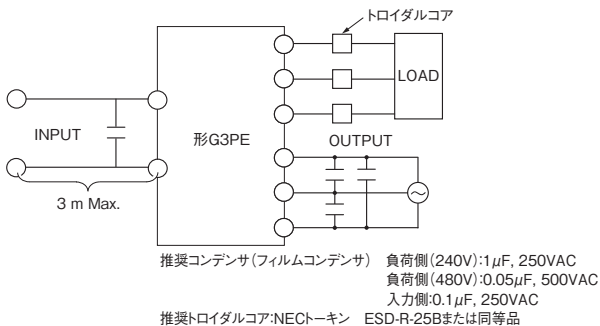 トロイダルコア
LOAD
INPUT
形G3PE
OUTPUT
3 m Max.
推奨コンデンサ(フィルムコンデンサ) 負荷側(240V):1μF, 250VAC
負荷側(480V):0.05μF, 500VAC
入力側:0.1μF, 250VAC
推奨トロイダルコア:NECトーキン ESD-R-25Bまたは同等品